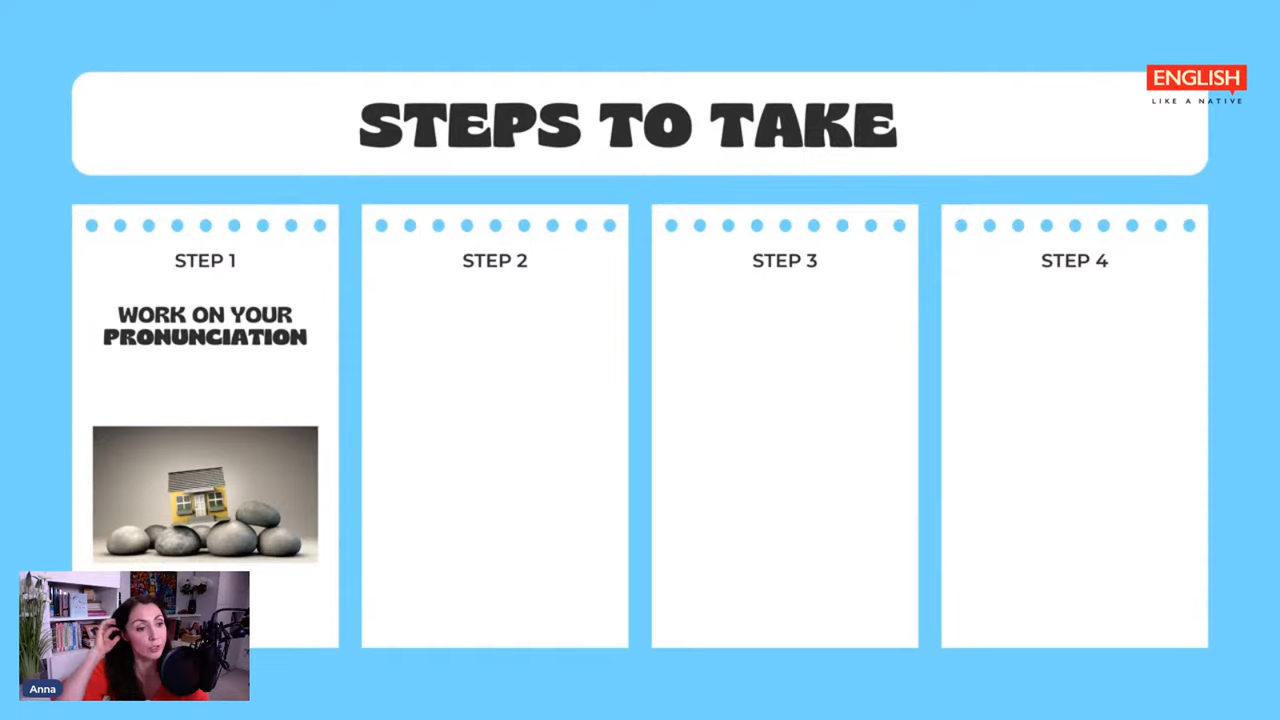 ENGLISH
LIKE A NATIVE
STEPS TO TAKE
STEP 1
WORK ON YOUR
PRONUNCIATION
STEP 2
STEP 3
STEP 4
Anna